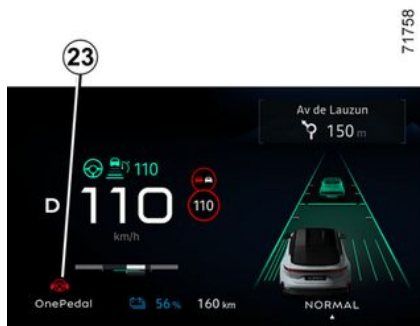 71758
23
Av de Lauzun
150 m
110
D 110
110
km/h
OnePedal
56% 160 km
NORMAL